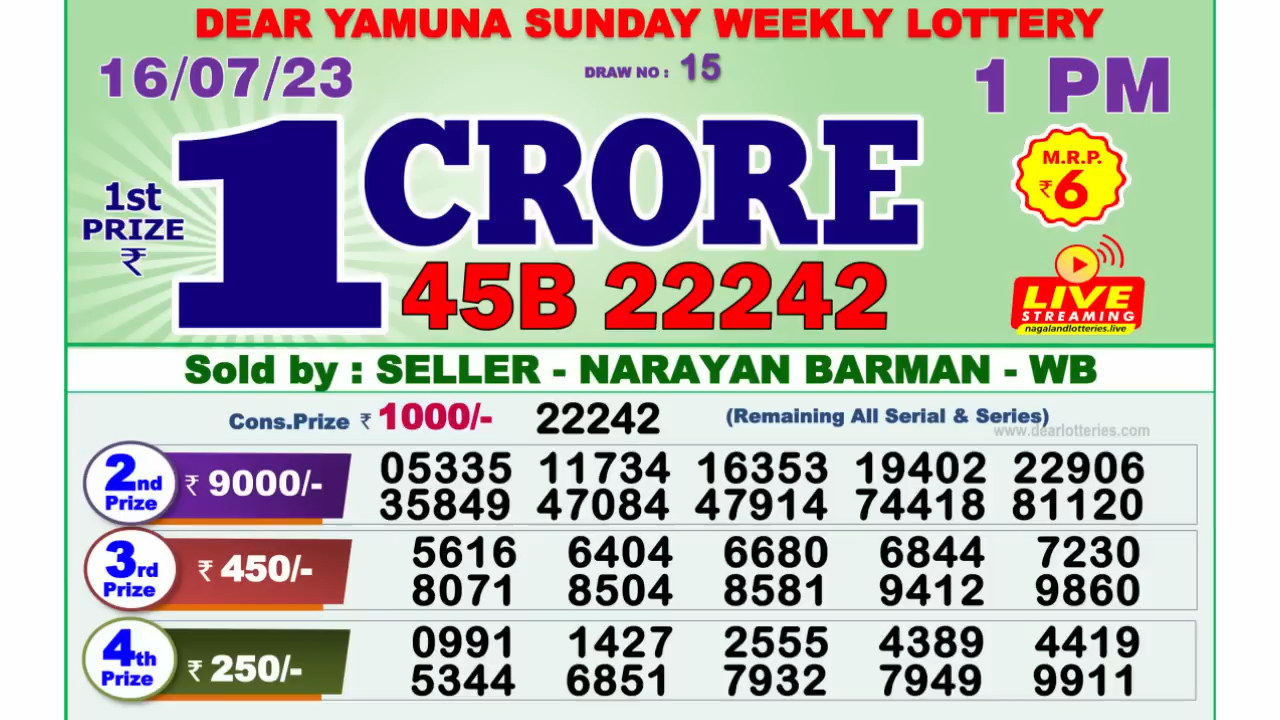 DEAR YAMUNA SUNDAY WEEKLY LOTTERY
16/07/23 DRAW NO : 15 1 PM
1st PRIZE ₹ 1 CRORE
M.R.P. ₹6
45B 22242
LIVE
STREAMING
nagalandlotteries.live
Sold by : SELLER - NARAYAN BARMAN - WB
Cons.Prize ₹ 1000/- 22242 (Remaining All Serial & Series)
www.dearlotteries.com
2nd Prize ₹ 9000/-
05335 11734 16353 19402 22906
35849 47084 47914 74418 81120
3rd Prize ₹ 450/-
5616 6404 6680 6844 7230
8071 8504 8581 9412 9860
4th Prize ₹ 250/-
0991 1427 2555 4389 4419
5344 6851 7932 7949 9911